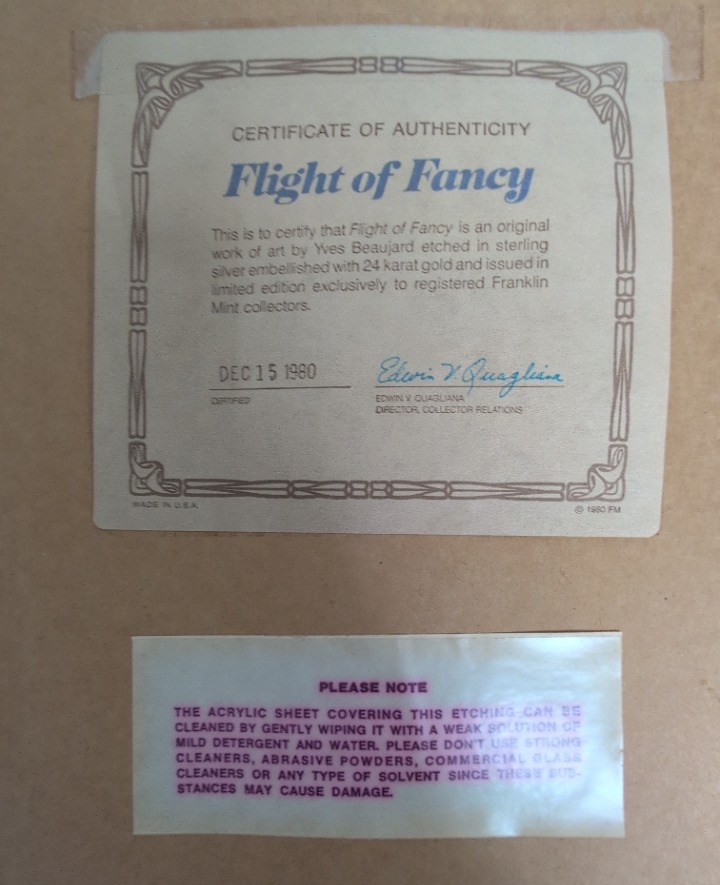 CERTIFICATE OF AUTHENTICITY
Flight of Fancy
This is to certify that Flight of Fancy is an original
work of art by Yves Beaujard etched in sterling
silver embellished with 24 karat gold and issued in
limited edition exclusively to registered Franklin
Mint collectors.
DEC 15 1980 Edwin V. Quagliana
CERTIFIED EDWIN V. QUAGLIANA
DIRECTOR, COLLECTOR RELATIONS
MADE IN U.S.A. © 1980 FM
PLEASE NOTE
THE ACRYLIC SHEET COVERING THIS ETCHING CAN BE
CLEANED BY GENTLY WIPING IT WITH A WEAK SOLUTION OF
MILD DETERGENT AND WATER. PLEASE DON'T USE STRONG
CLEANERS, ABRASIVE POWDERS, COMMERCIAL GLASS
CLEANERS OR ANY TYPE OF SOLVENT SINCE THESE SUB-
STANCES MAY CAUSE DAMAGE.